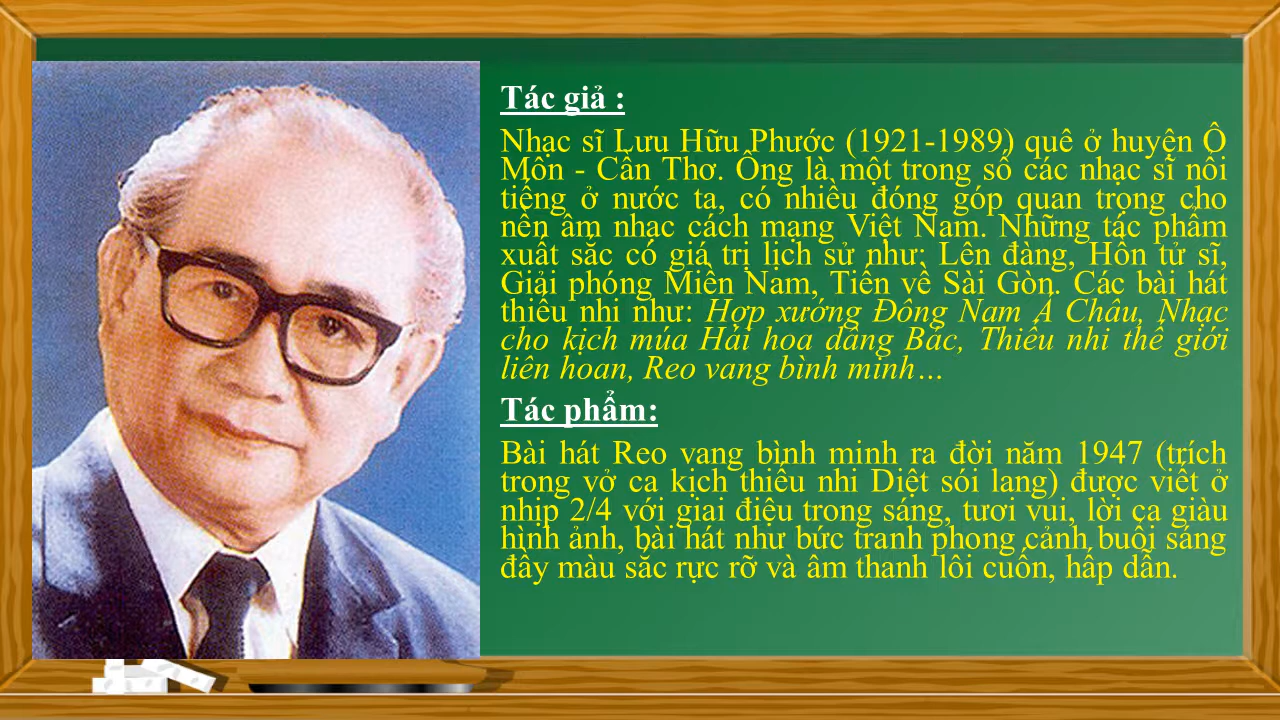 Tác giả :
Nhạc sĩ Lưu Hữu Phước (1921-1989) quê ở huyện Ô
Môn - Cần Thơ. Ông là một trong số các nhạc sĩ nổi
tiếng ở nước ta, có nhiều đóng góp quan trọng cho
nền âm nhạc cách mạng Việt Nam. Những tác phẩm
xuất sắc có giá trị lịch sử như: Lên đàng, Hồn tử sĩ,
Giải phóng Miền Nam, Tiến về Sài Gòn. Các bài hát
thiếu nhi như: Hợp xướng Đông Nam Á Châu, Nhạc
cho kịch múa Hái hoa dâng Bác, Thiếu nhi thế giới
liên hoan, Reo vang bình minh…
Tác phẩm:
Bài hát Reo vang bình minh ra đời năm 1947 (trích
trong vở ca kịch thiếu nhi Diệt sói lang) được viết ở
nhịp 2/4 với giai điệu trong sáng, tươi vui, lời ca giàu
hình ảnh, bài hát như bức tranh phong cảnh buổi sáng
đầy màu sắc rực rỡ và âm thanh lôi cuốn, hấp dẫn.